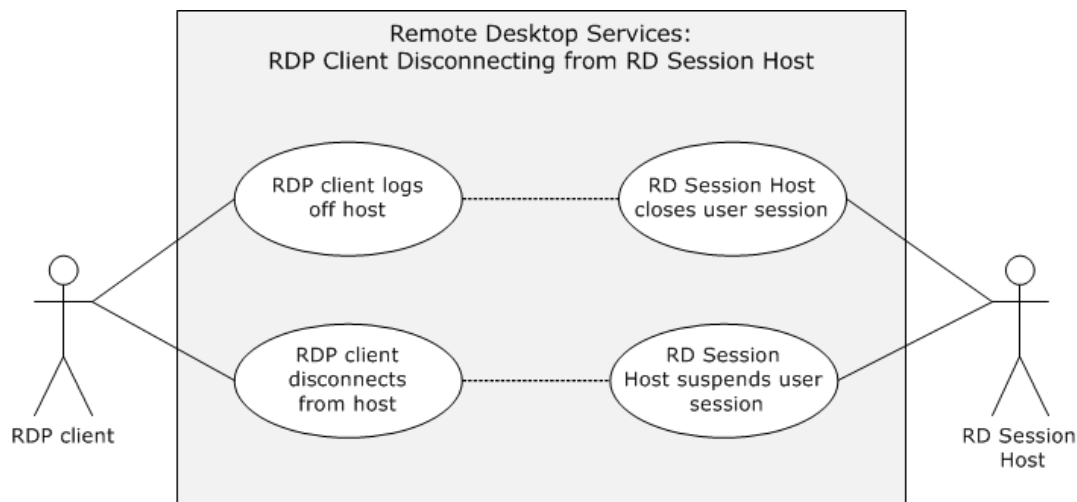 Remote Desktop Services:
RDP Client Disconnecting from RD Session Host
RDP client logs
off host
RD Session Host
closes user session
RDP client
disconnects
from host
RD Session
Host suspends user
session
RDP client
RD Session
Host